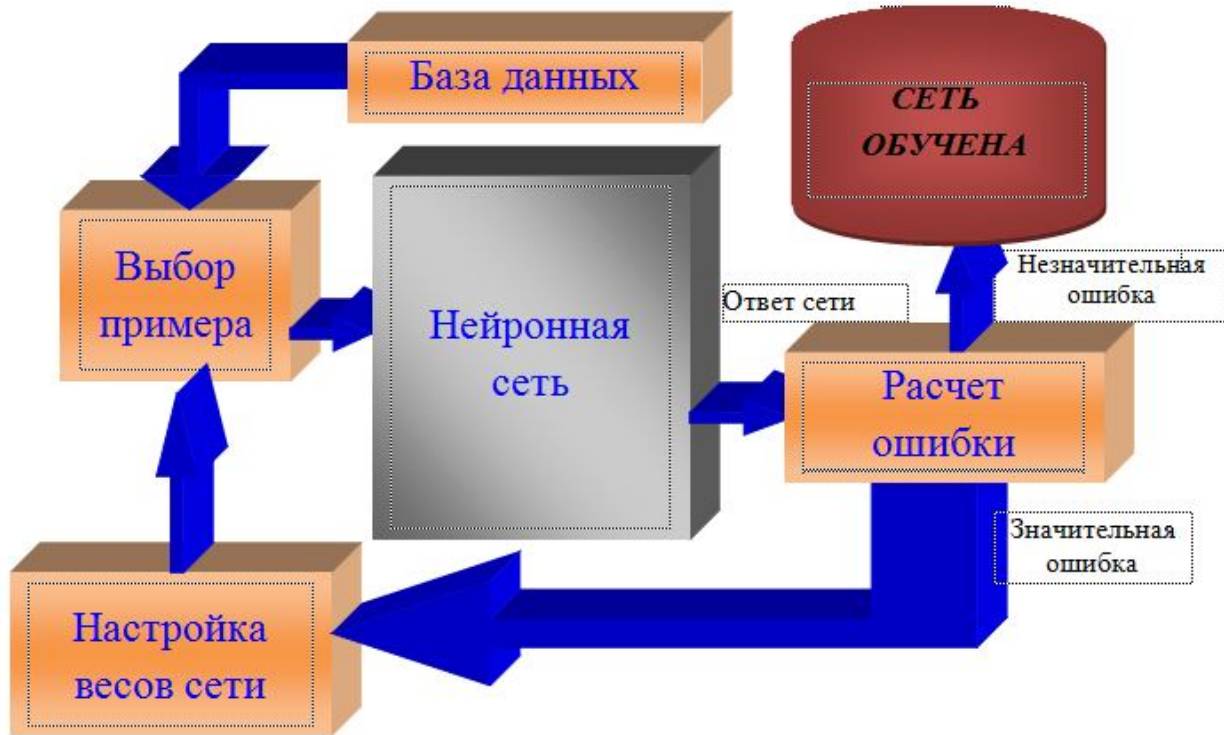 База данных
СЕТЬ
ОБУЧЕНА
Выбор
примера
Нейронная
сеть
Ответ сети
Незначительная
ошибка
Расчет
ошибки
Значительная
ошибка
Настройка
весов сети